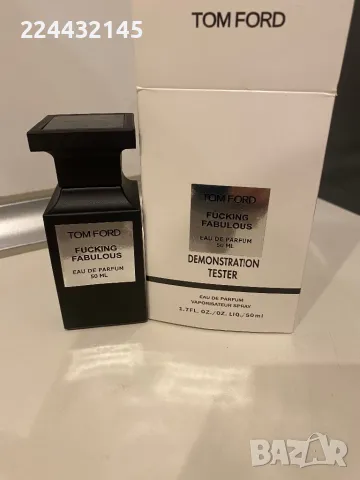 224432145
TOM FORD
TOM FORD
FUCKING
FABULOUS
EAU DE PARFUM
50 ML
TOM FORD
FUCKING
FABULOUS
EAU DE PARFUM
50 ML
DEMONSTRATION
TESTER
EAU DE PARFUM
VAPORISATEUR SPRAY
1.7FL. OZ./OZ. LIQ./50ml
BAZAR
bg